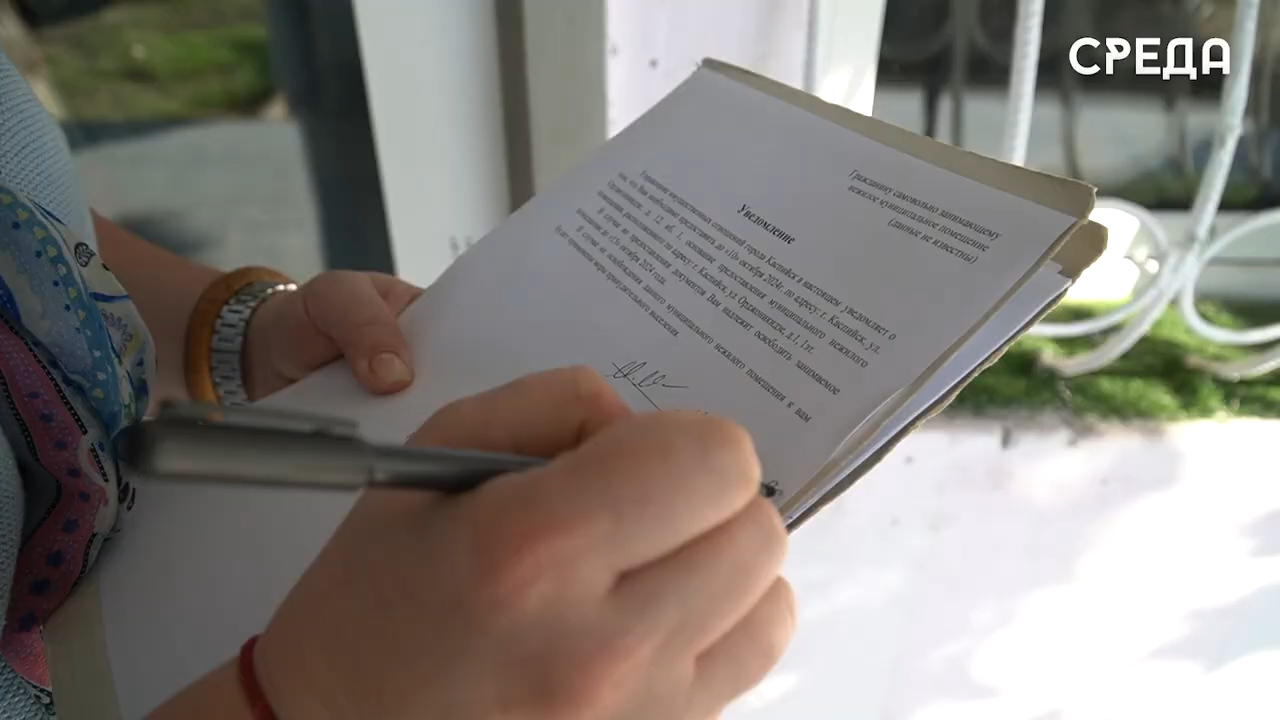 СРЕДА
Гражданину самовольно занимающему
нежилое муниципальное помещение
(данные не известны)
Уведомление
Управление имущественных отношений города Каспийск в настоящем уведомляет о
том, что Вам необходимо предоставить до «10» октября 2024г. по адресу: г. Каспийск, ул.
Орджоникидзе, д. 12, каб. 1, основание предоставления муниципального нежилого
помещения, расположенного по адресу: г. Каспийск, ул. Орджоникидзе, д.1, 1эт.
В случае не предоставления документов Вам надлежит освободить занимаемое
помещение до октября 2024 года.
В случае не освобождения данного муниципального нежилого помещения к вам
будут применены меры принудительного выселения.